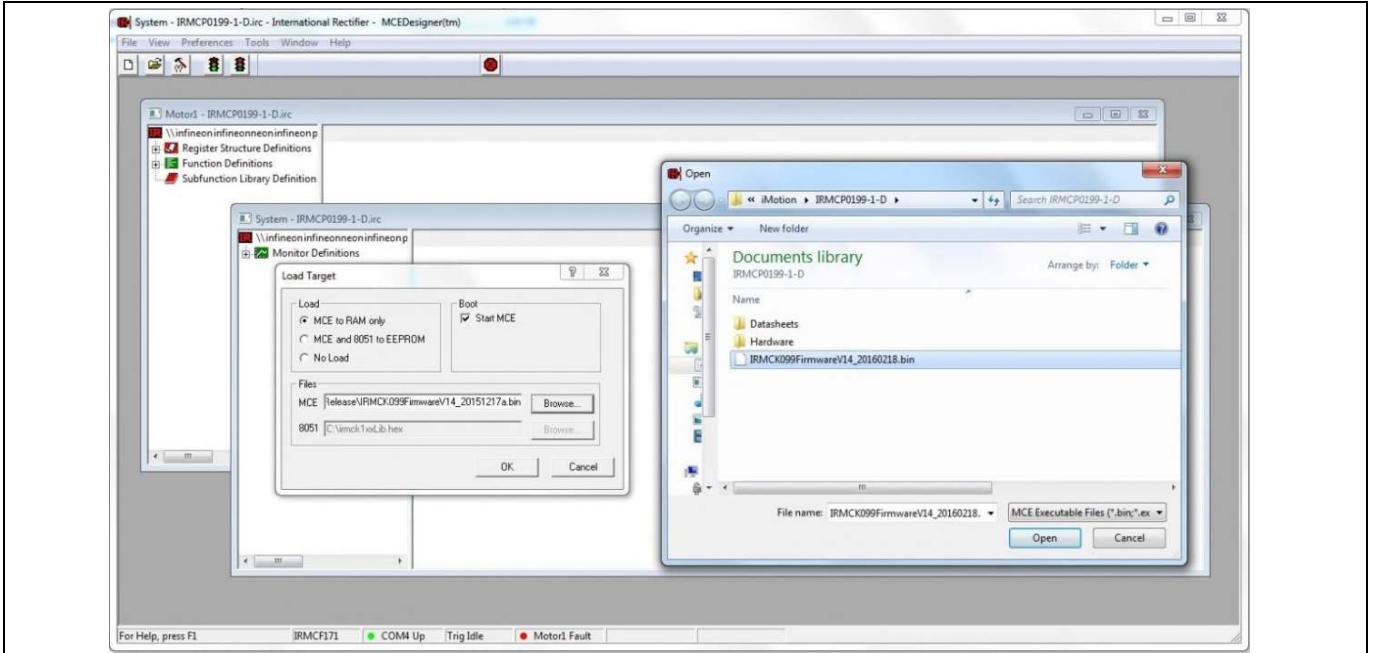 System - IRMCP0199-1-D.irc - International Rectifier - MCEDesigner(tm)
File View Preferences Tools Window Help
Motor1 - IRMCP0199-1-D.irc
\\infineoninfineonneoninfineonp
Register Structure Definitions
Function Definitions
Subfunction Library Definition
System - IRMCP0199-1-D.irc
\\infineoninfineonneoninfineonp
Monitor Definitions
Load Target
Load
MCE to RAM only
MCE and 8051 to EEPROM
No Load
Boot
Start MCE
Files
MCE Release\IRMCK099FirmwareV14_20151217a.bin Browse...
8051 C:\irmck1xxLib.hex Browse...
OK Cancel
Open
« iMotion ▸ IRMCP0199-1-D ▸ Search IRMCP0199-1-D
Organize New folder
Documents library
IRMCP0199-1-D
Arrange by: Folder
Name
Datasheets
Hardware
IRMCK099FirmwareV14_20160218.bin
File name: IRMCK099FirmwareV14_20160218. MCE Executable Files (*.bin;*.ex
Open Cancel
For Help, press F1 IRMCF171 COM4 Up Trig Idle Motor1 Fault